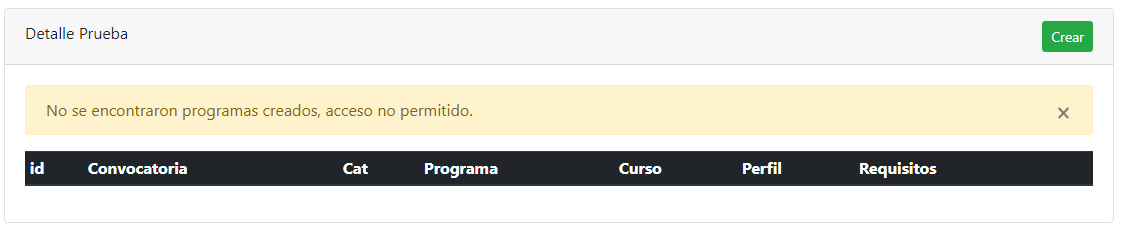 Detalle Prueba
Crear
No se encontraron programas creados, acceso no permitido.
×
id Convocatoria Cat Programa Curso Perfil Requisitos